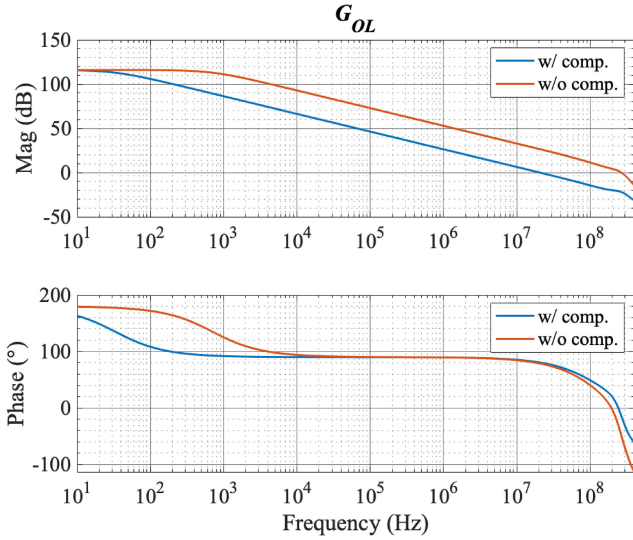 G_OL
150
100
50
0
-50
Mag (dB)
w/ comp.
w/o comp.
10^1 10^2 10^3 10^4 10^5 10^6 10^7 10^8
200
100
0
-100
Phase (°)
w/ comp.
w/o comp.
10^1 10^2 10^3 10^4 10^5 10^6 10^7 10^8
Frequency (Hz)